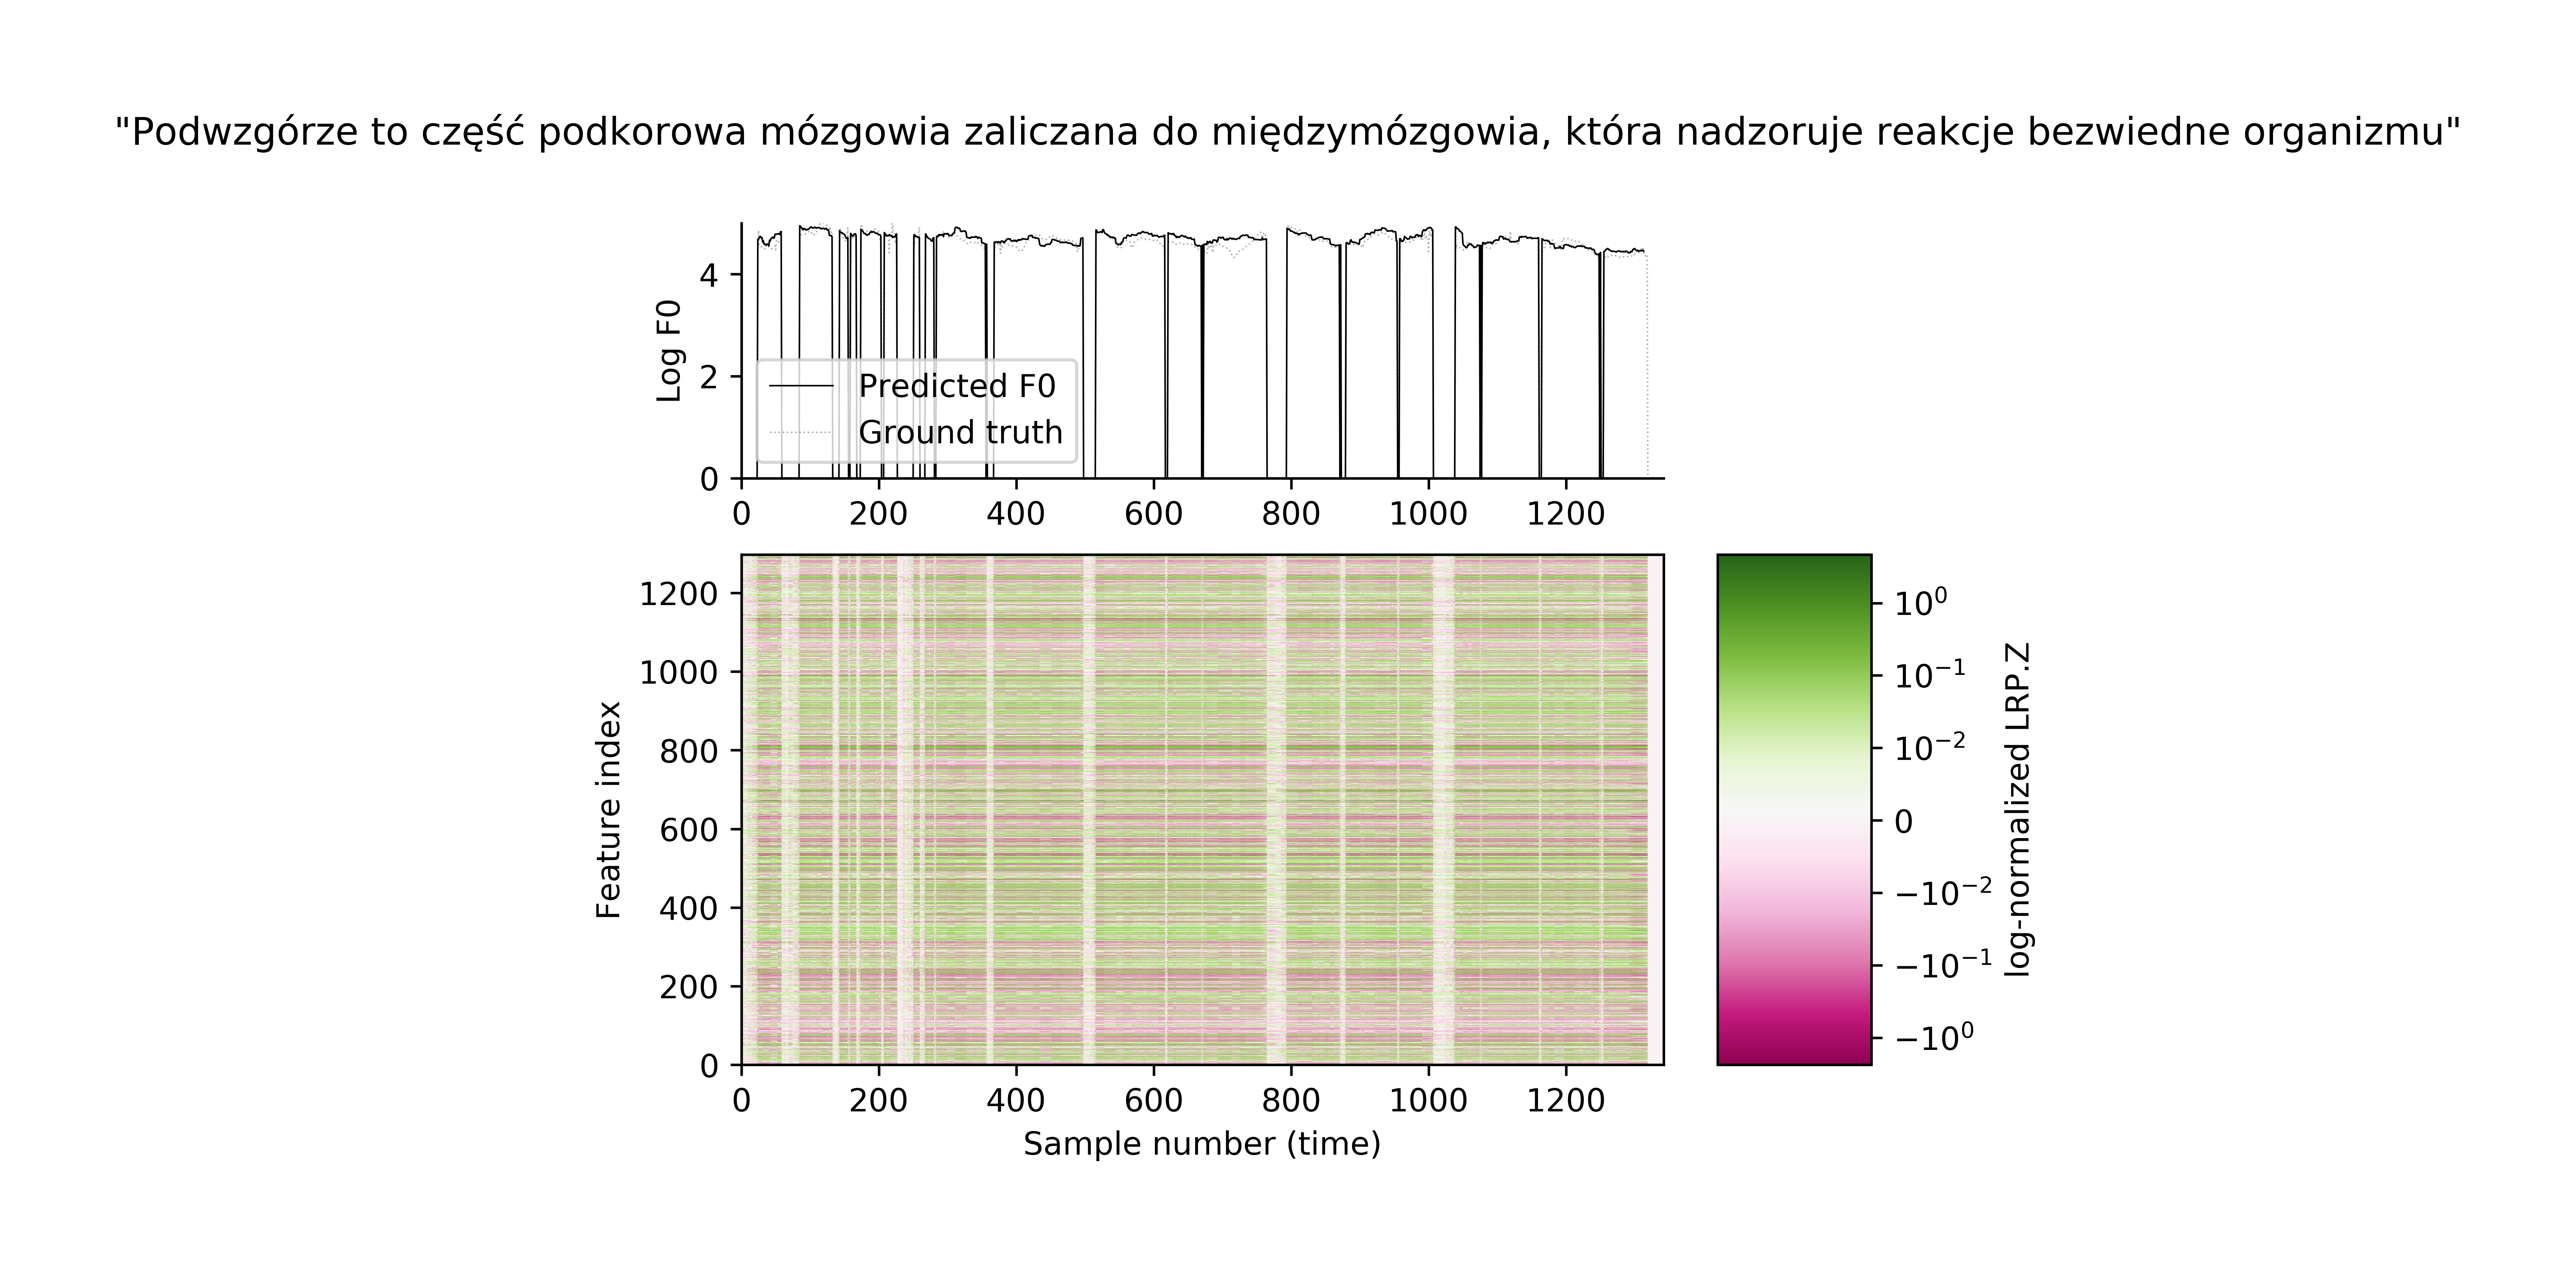 "Podwzgórze to część podkorowa mózgowia zaliczana do międzymózgowia, która nadzoruje reakcje bezwiedne organizmu"
Log F0
4
2
0
Predicted F0
Ground truth
0 200 400 600 800 1000 1200
Feature index
1200
1000
800
600
400
200
0
0 200 400 600 800 1000 1200
Sample number (time)
10⁰
10⁻¹
10⁻²
0
−10⁻²
−10⁻¹
−10⁰
log-normalized LRP.Z